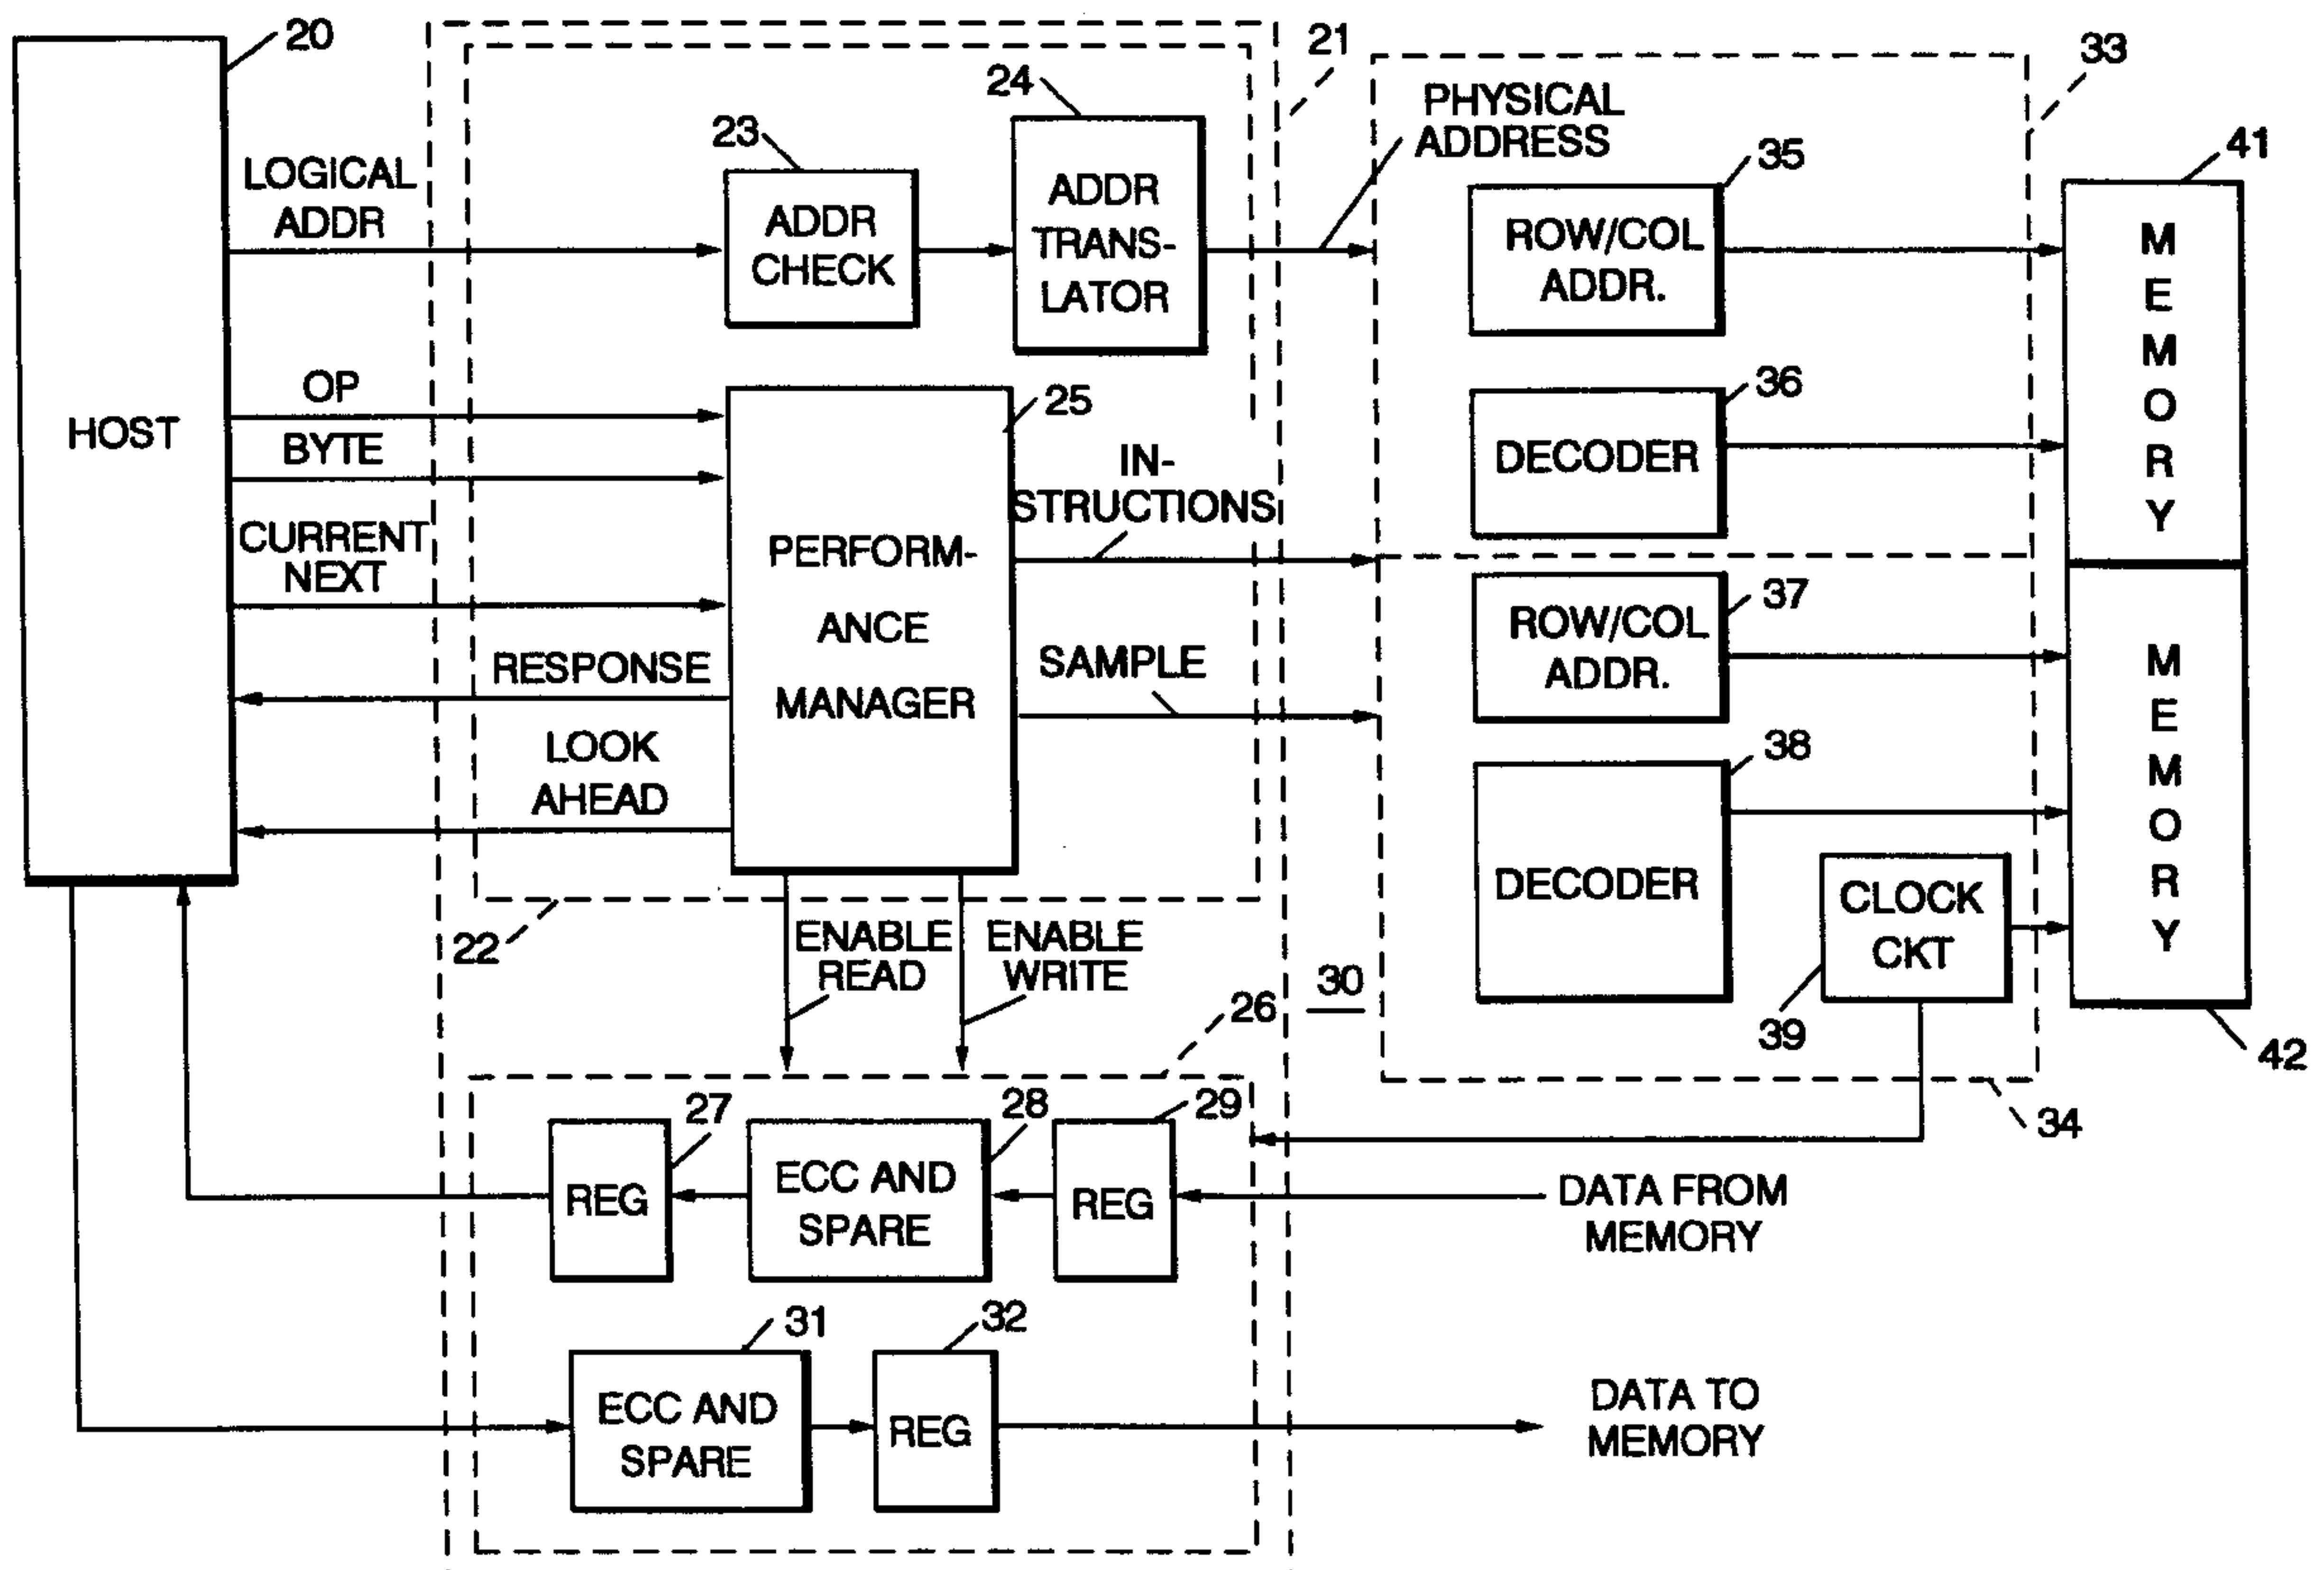 20
21
33
24
PHYSICAL
ADDRESS
23
35
41
LOGICAL
ADDR
ADDR
CHECK
ADDR
TRANS-
LATOR
ROW/COL
ADDR.
MEMORY
OP
BYTE
HOST
25
36
DECODER
IN-
STRUCTIONS
CURRENT
NEXT
PERFORM-
ANCE
MANAGER
37
ROW/COL
ADDR.
RESPONSE
SAMPLE
MEMORY
LOOK
AHEAD
38
DECODER
CLOCK
CKT
22
ENABLE
READ
ENABLE
WRITE
26
30
39
42
27
28
29
34
REG
ECC AND
SPARE
REG
DATA FROM
MEMORY
31
32
ECC AND
SPARE
REG
DATA TO
MEMORY